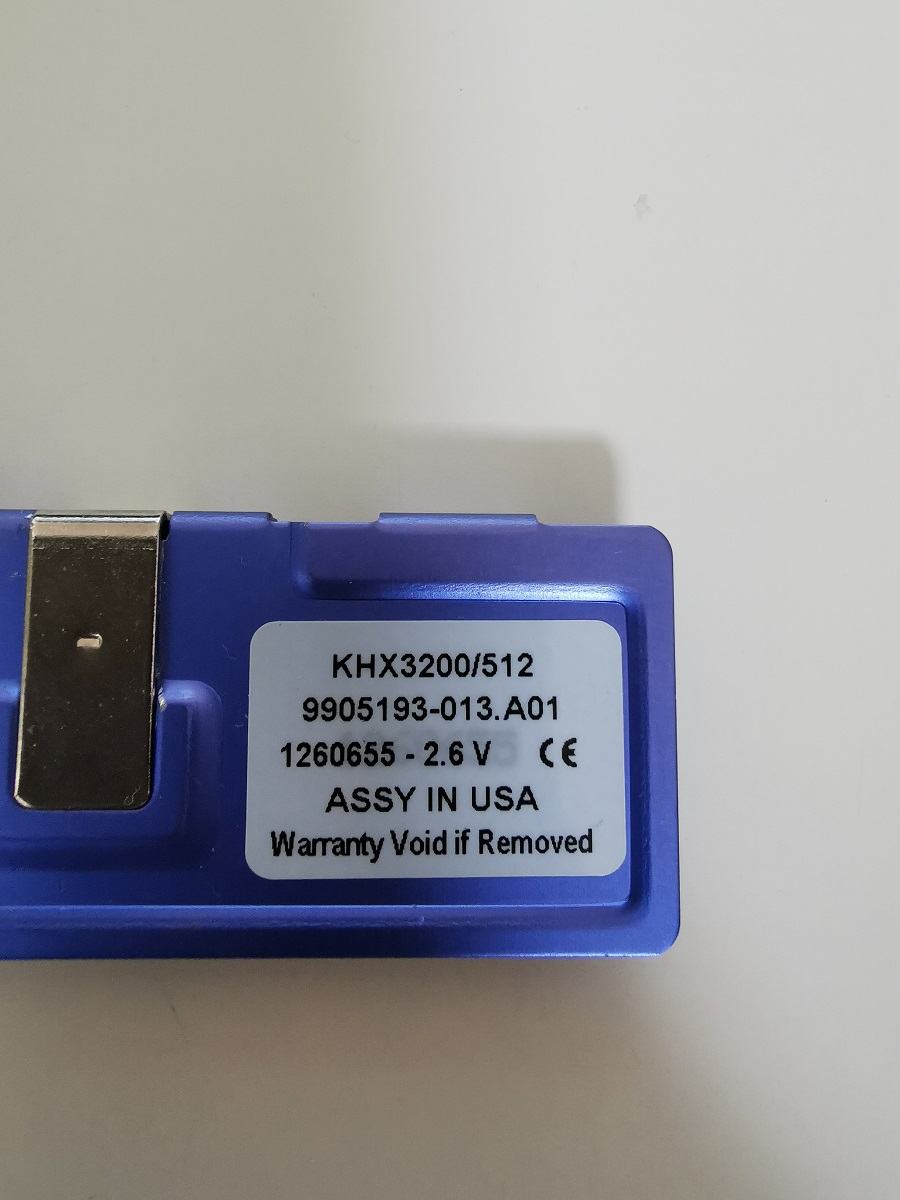 KHX3200/512
9905193-013.A01
1260655 - 2.6 V CE
ASSY IN USA
Warranty Void if Removed